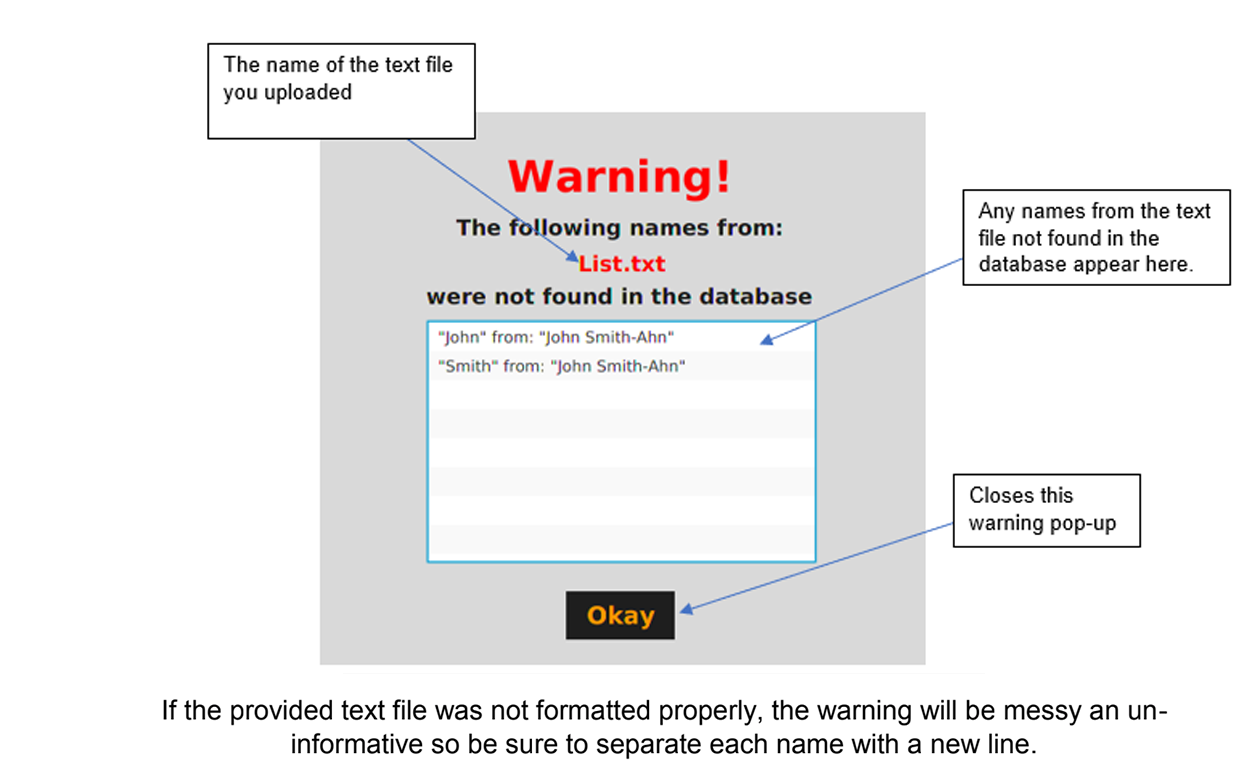 The name of the text file
you uploaded
Warning!
The following names from:
List.txt
were not found in the database
Any names from the text
file not found in the
database appear here.
"John" from: "John Smith-Ahn"
"Smith" from: "John Smith-Ahn"
Closes this
warning pop-up
Okay
If the provided text file was not formatted properly, the warning will be messy an un-
informative so be sure to separate each name with a new line.